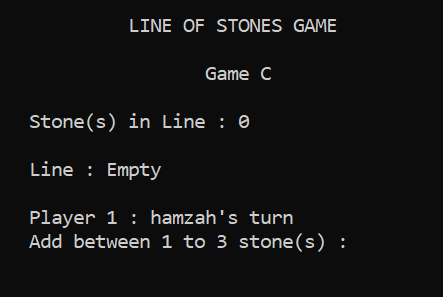 LINE OF STONES GAME
Game C
Stone(s) in Line : 0
Line : Empty
Player 1 : hamzah's turn
Add between 1 to 3 stone(s) :